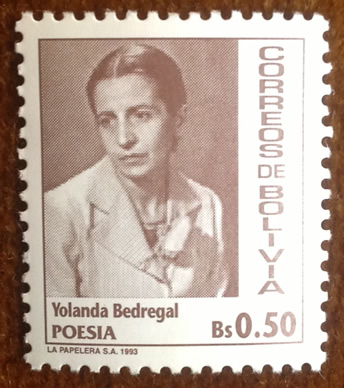 CORREOS DE BOLIVIA
Yolanda Bedregal
POESIA
Bs 0.50
LA PAPELERA S.A. 1993